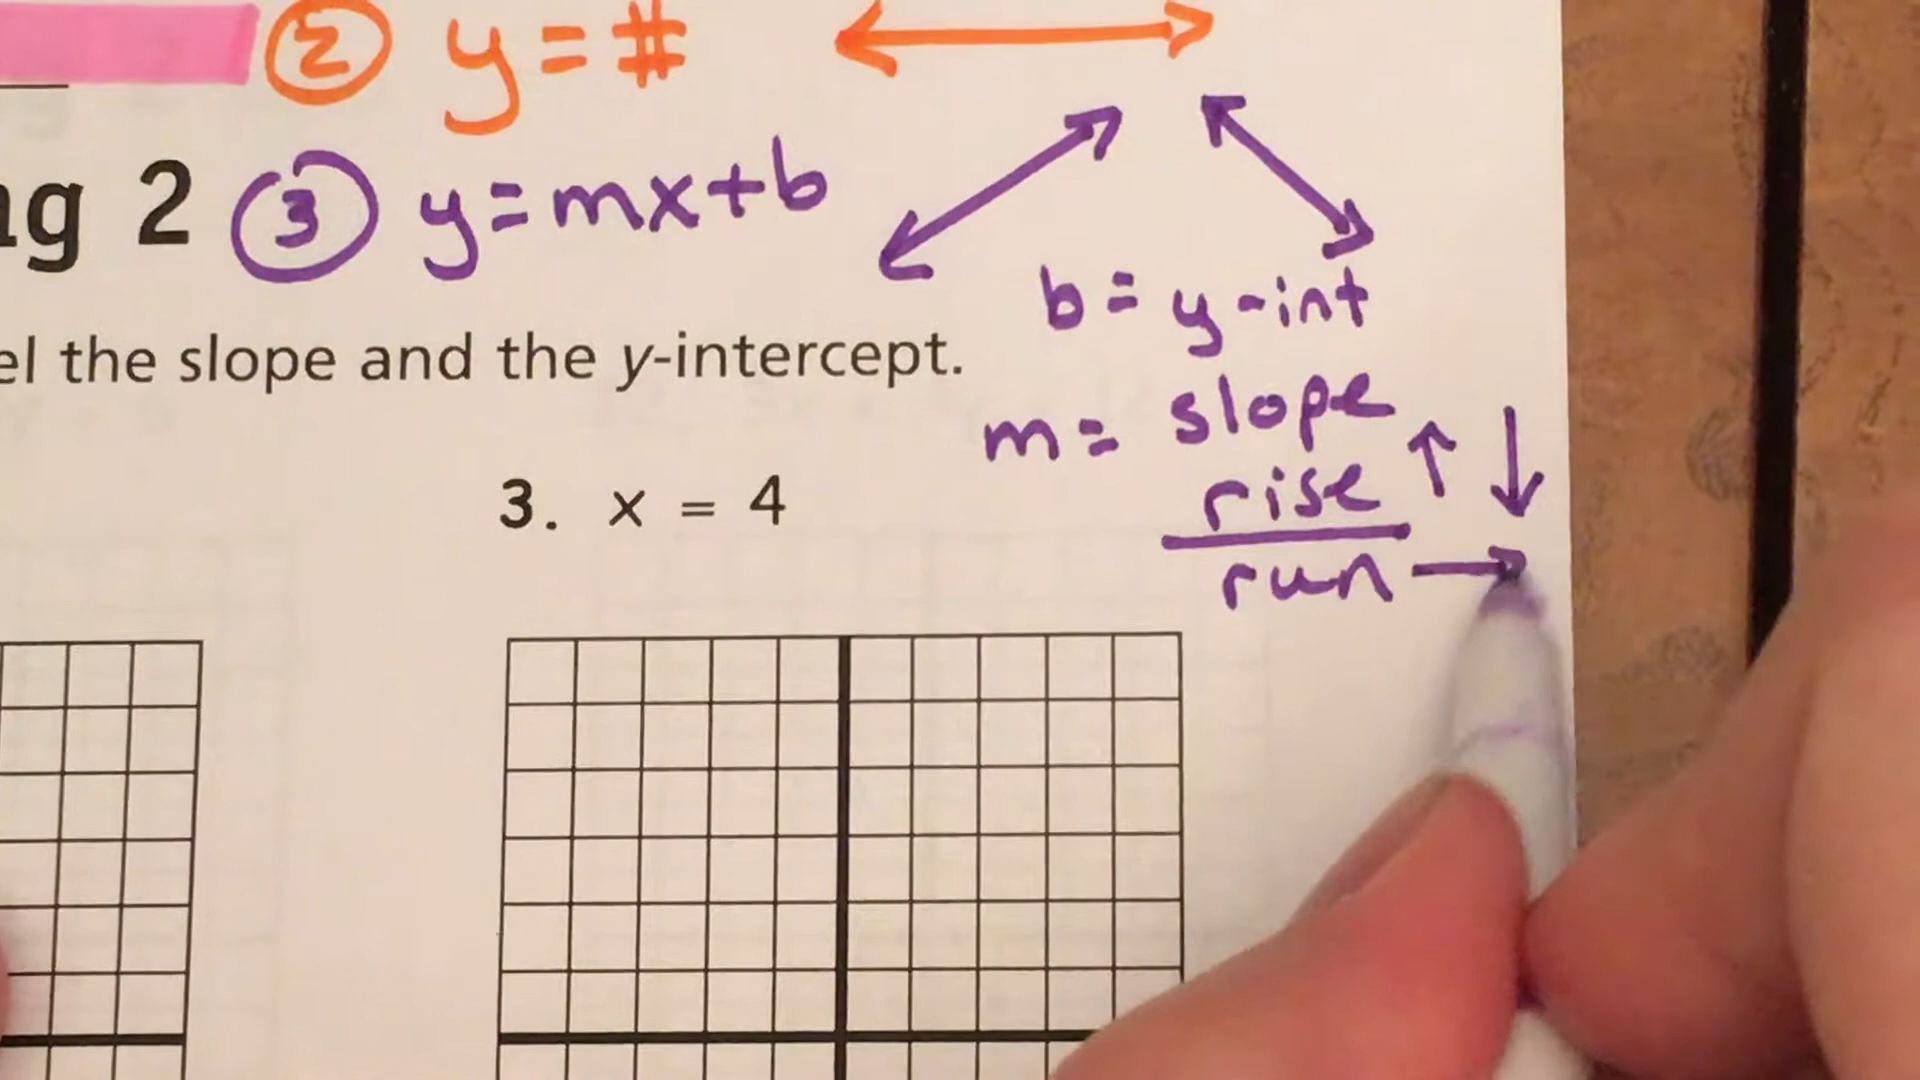 ② y = #
g 2 ③ y = mx + b
b = y-int
el the slope and the y-intercept.
m = slope
rise ↑ ↓
run →
3. x = 4